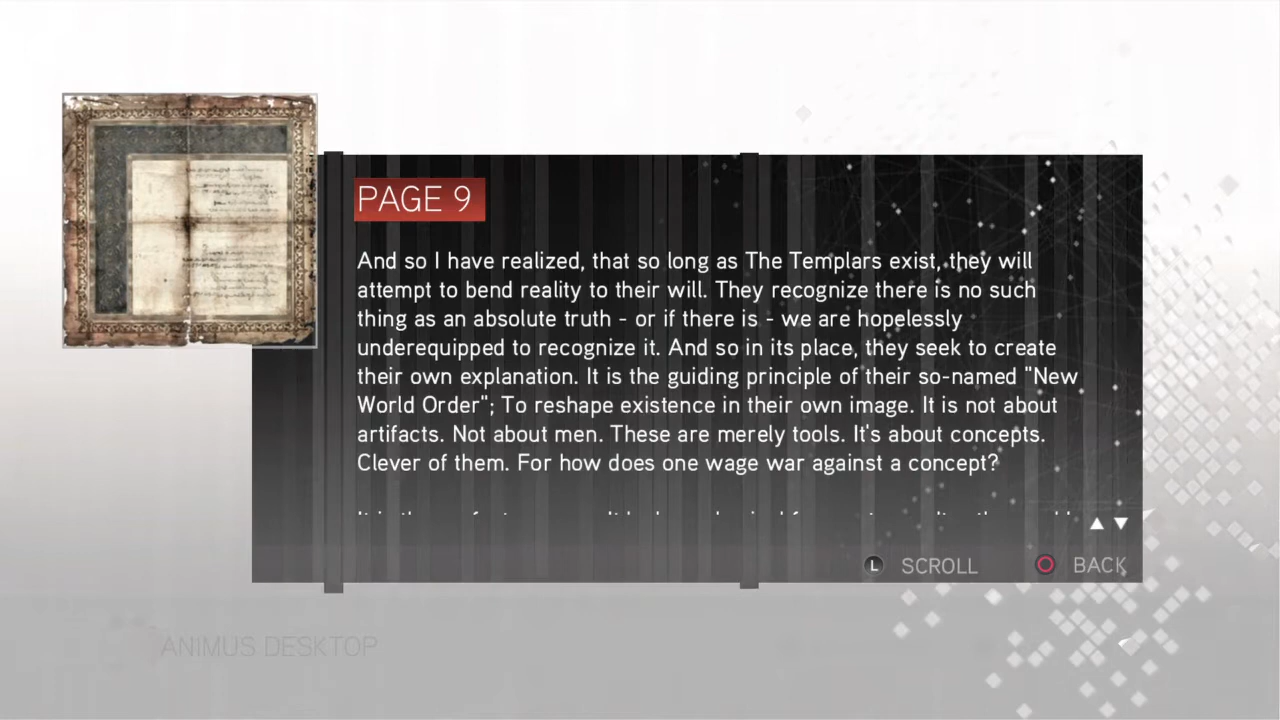 PAGE 9
And so I have realized, that so long as The Templars exist, they will
attempt to bend reality to their will. They recognize there is no such
thing as an absolute truth - or if there is - we are hopelessly
underequipped to recognize it. And so in its place, they seek to create
their own explanation. It is the guiding principle of their so-named "New
World Order"; To reshape existence in their own image. It is not about
artifacts. Not about men. These are merely tools. It's about concepts.
Clever of them. For how does one wage war against a concept?
L SCROLL BACK
ANIMUS DESKTOP